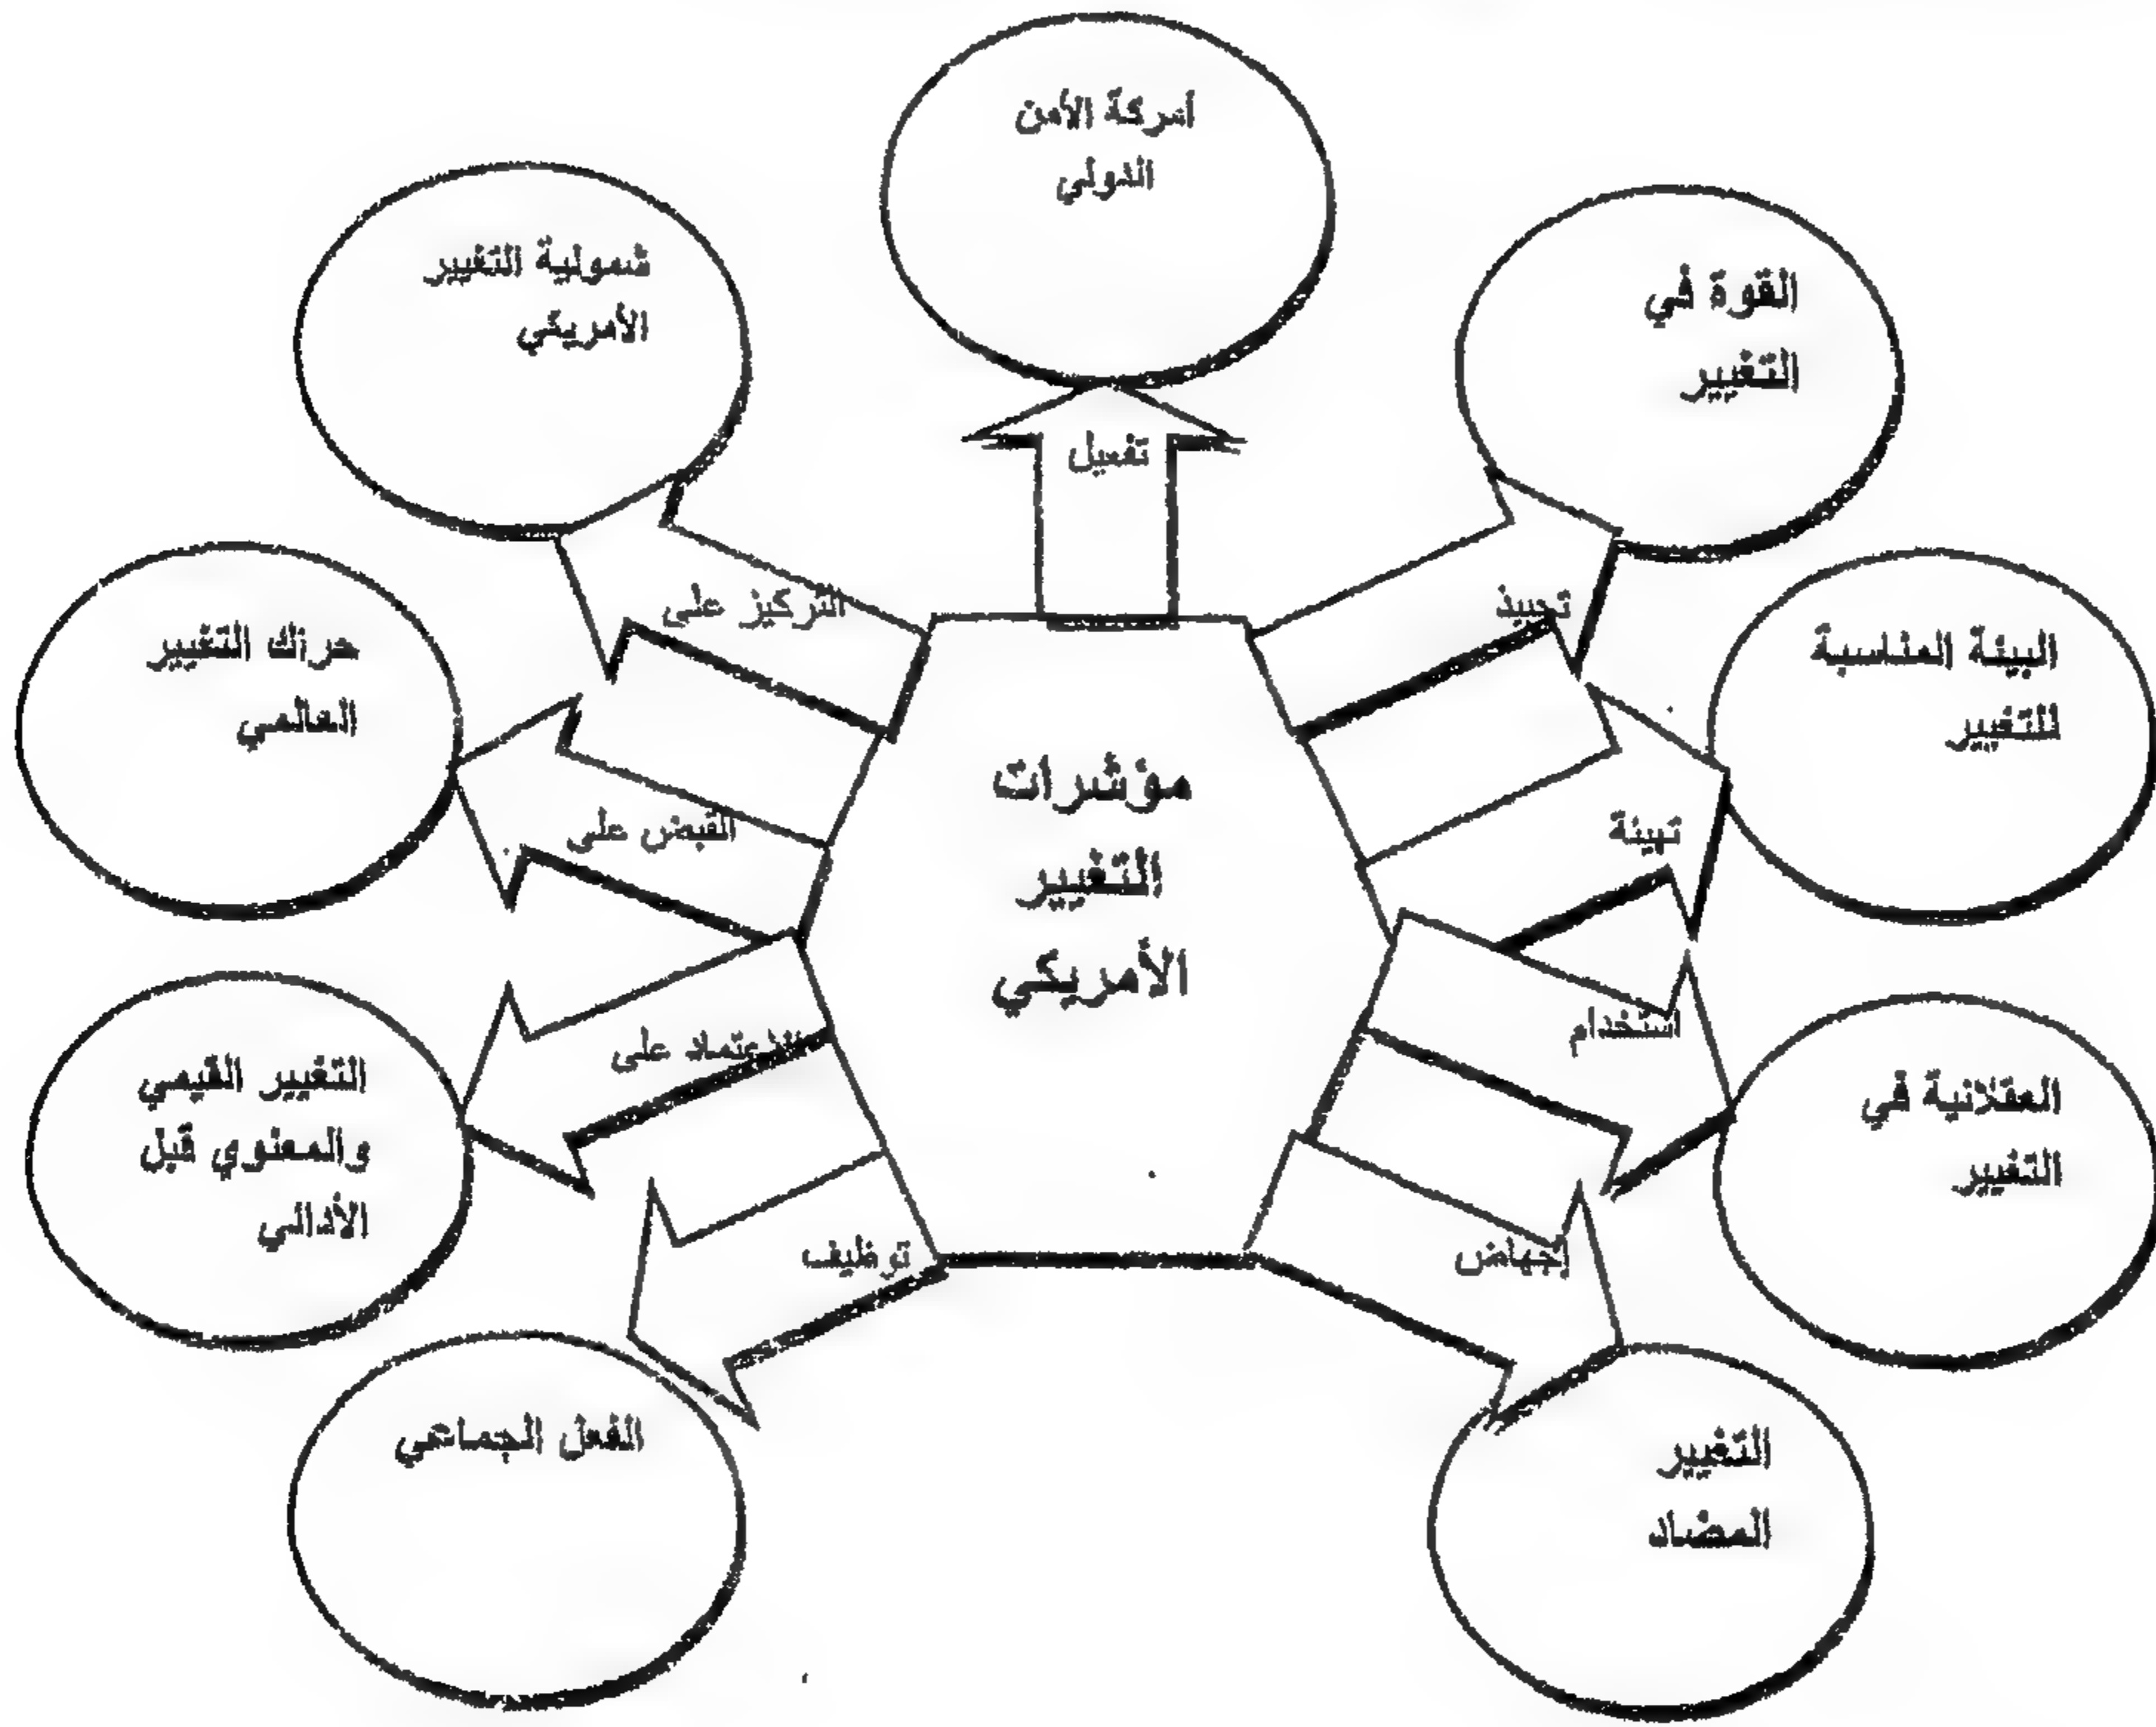 أمركة الأمن
الدولي
تفعيل
القوة في
التغيير
تحبيذ
البيئة المناسبة
للتغيير
تهيئة
العقلانية في
التغيير
استخدام
التغيير
المضاد
إجهاض
شمولية التغيير
الأمريكي
التركيز على
حراك التغيير
العالمي
القبض على
التغيير القيمي
والمعنوي قبل
الأدائي
الاعتماد على
الفعل الجماعي
توظيف
مؤشرات
التغيير
الأمريكي